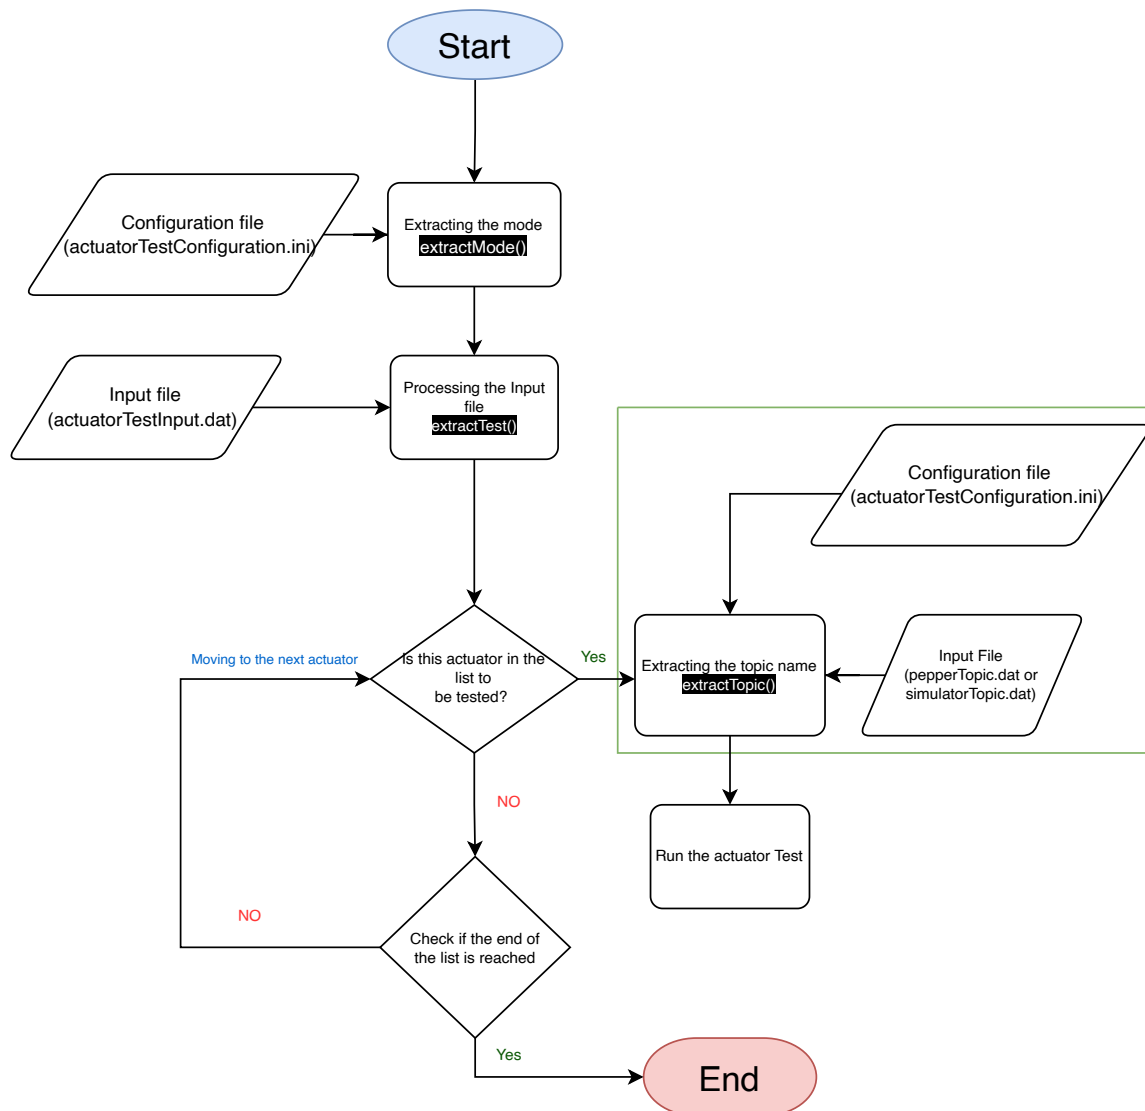 Start
Configuration file
(actuatorTestConfiguration.ini)
Extracting the mode
extractMode()
Input file
(actuatorTestInput.dat)
Processing the Input
file
extractTest()
Configuration file
(actuatorTestConfiguration.ini)
Moving to the next actuator
Is this actuator in the
list to
be tested?
Yes
Extracting the topic name
extractTopic()
Input File
(pepperTopic.dat or
simulatorTopic.dat)
NO
Run the actuator Test
NO
Check if the end of
the list is reached
Yes
End